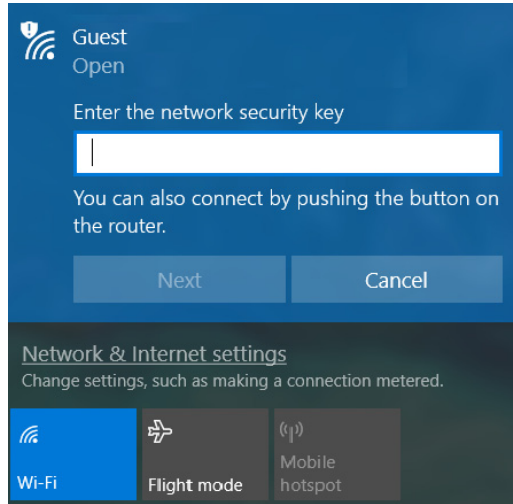 Guest
Open
Enter the network security key
You can also connect by pushing the button on
the router.
Next
Cancel
Network & Internet settings
Change settings, such as making a connection metered.
Wi-Fi
Flight mode
Mobile
hotspot